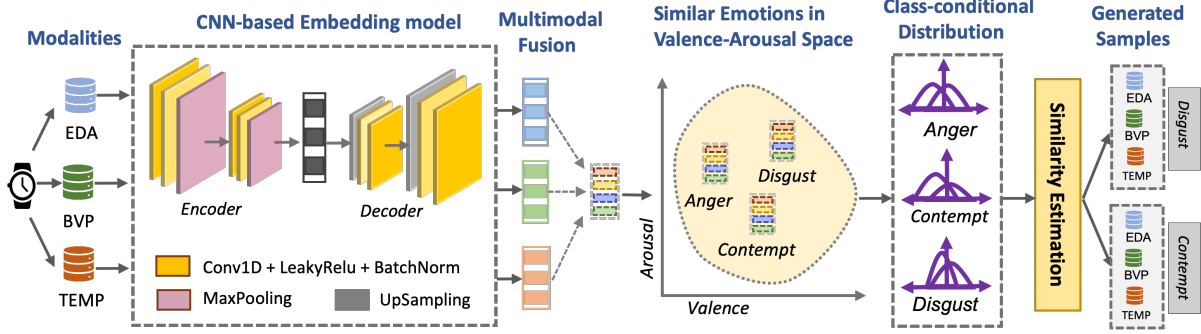 Modalities
EDA
BVP
TEMP
CNN-based Embedding model
Encoder
Decoder
Conv1D + LeakyRelu + BatchNorm
MaxPooling
UpSampling
Multimodal
Fusion
Similar Emotions in
Valence-Arousal Space
Arousal
Valence
Anger
Disgust
Contempt
Class-conditional
Distribution
Anger
Contempt
Disgust
Similarity Estimation
Generated
Samples
EDA
BVP
TEMP
Disgust
EDA
BVP
TEMP
Contempt